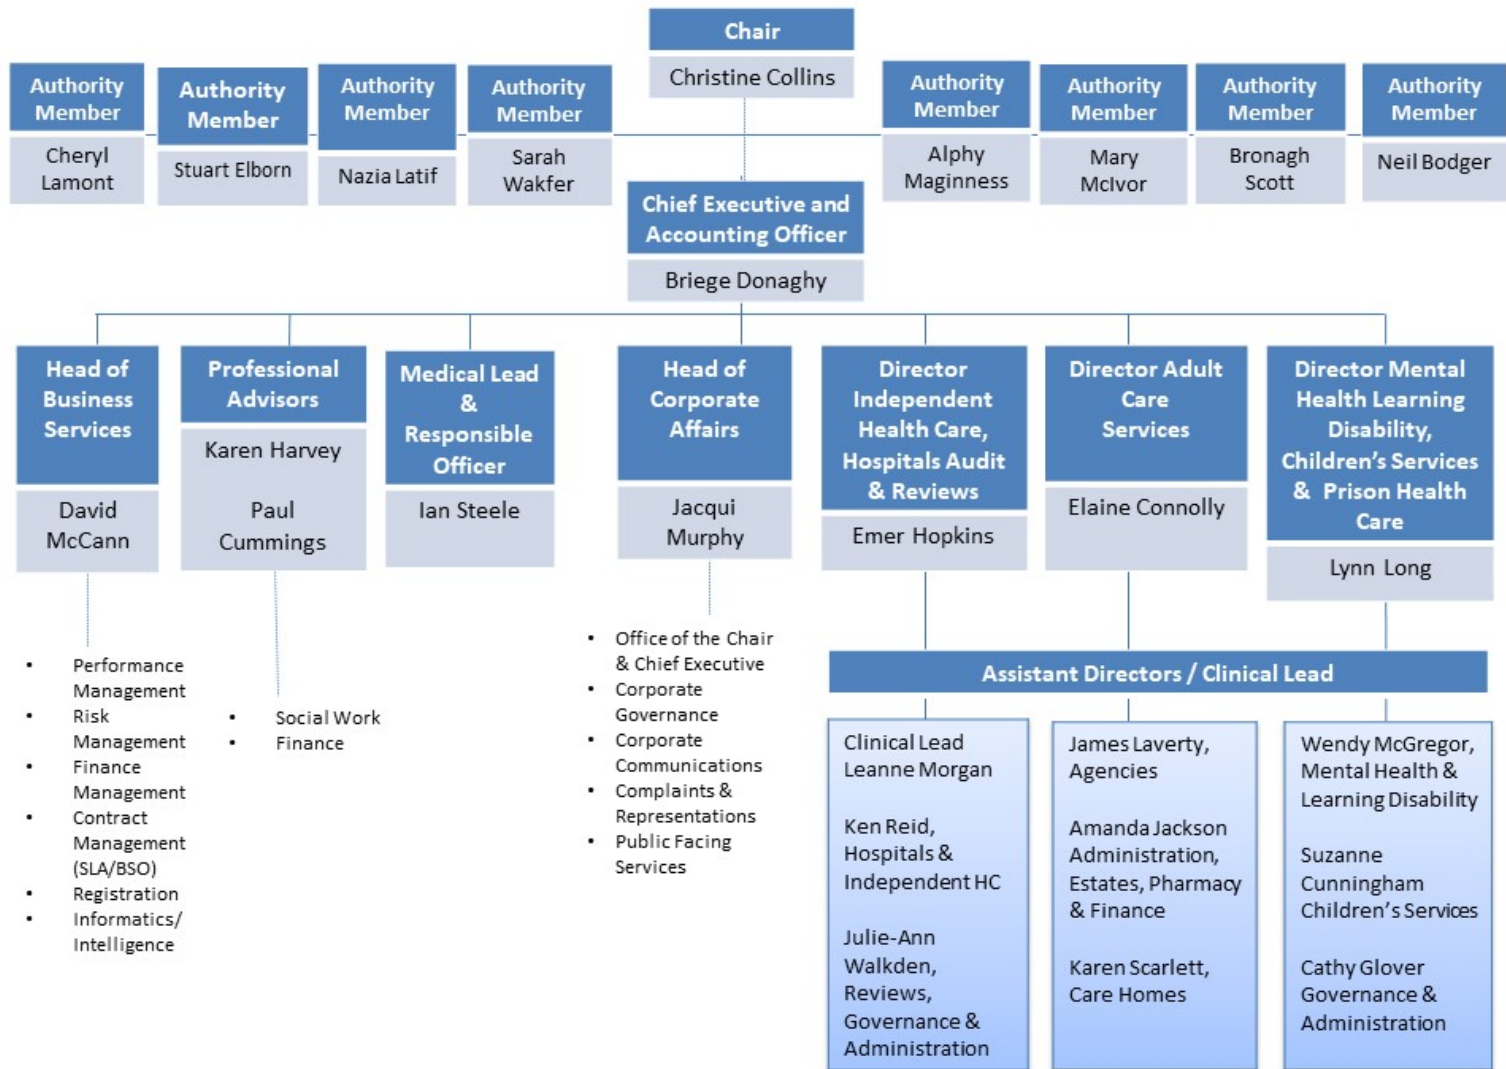 Chair
Christine Collins
Authority
Member
Cheryl
Lamont
Authority
Member
Stuart Elborn
Authority
Member
Nazia Latif
Authority
Member
Sarah
Wakfer
Authority
Member
Alphy
Maginness
Authority
Member
Mary
McIvor
Authority
Member
Bronagh
Scott
Authority
Member
Neil Bodger
Chief Executive and
Accounting Officer
Briege Donaghy
Head of
Business
Services
David
McCann
• Performance
Management
• Risk
Management
• Finance
Management
• Contract
Management
(SLA/BSO)
• Registration
• Informatics/
Intelligence
Professional
Advisors
Karen Harvey
Paul
Cummings
• Social Work
• Finance
Medical Lead
&
Responsible
Officer
Ian Steele
Head of
Corporate
Affairs
Jacqui
Murphy
• Office of the Chair
& Chief Executive
• Corporate
Governance
• Corporate
Communications
• Complaints &
Representations
• Public Facing
Services
Director
Independent
Health Care,
Hospitals Audit
& Reviews
Emer Hopkins
Director Adult
Care
Services
Elaine Connolly
Director Mental
Health Learning
Disability,
Children’s Services
& Prison Health
Care
Lynn Long
Assistant Directors / Clinical Lead
Clinical Lead
Leanne Morgan
Ken Reid,
Hospitals &
Independent HC
Julie-Ann
Walkden,
Reviews,
Governance &
Administration
James Laverty,
Agencies
Amanda Jackson
Administration,
Estates, Pharmacy
& Finance
Karen Scarlett,
Care Homes
Wendy McGregor,
Mental Health &
Learning Disability
Suzanne
Cunningham
Children’s Services
Cathy Glover
Governance &
Administration